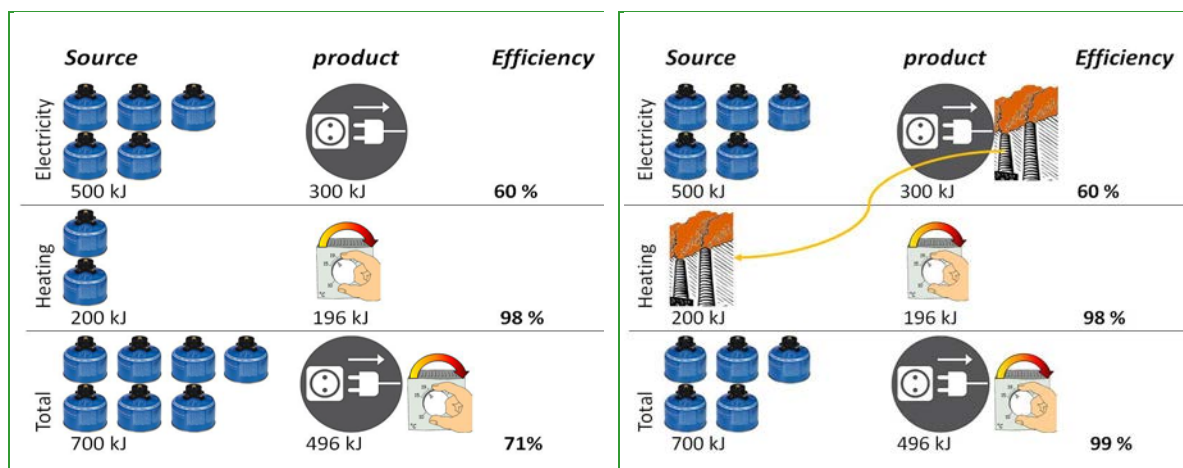 Source product Efficiency
Electricity
500 kJ 300 kJ 60 %
Heating
200 kJ 196 kJ 98 %
Total
700 kJ 496 kJ 71%
Source product Efficiency
Electricity
500 kJ 300 kJ 60 %
Heating
200 kJ 196 kJ 98 %
Total
700 kJ 496 kJ 99 %